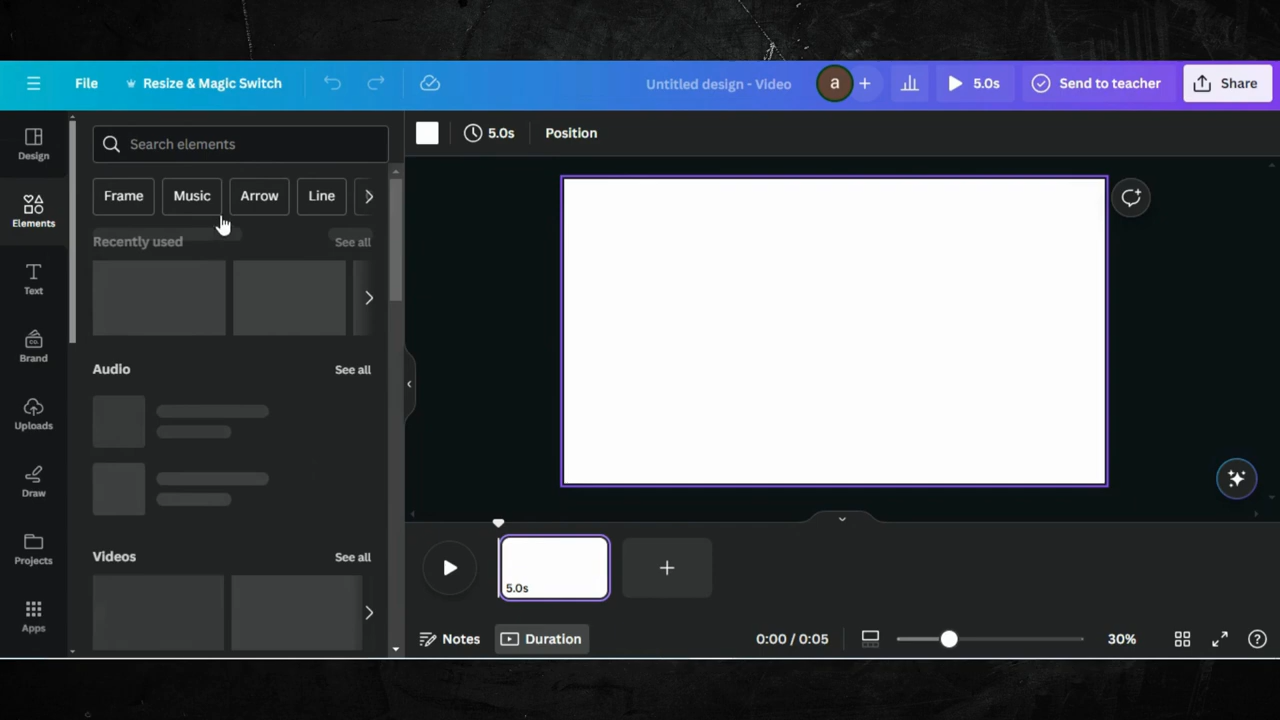 File
Resize & Magic Switch
Untitled design - Video
a
5.0s
Send to teacher
Share
Design
Elements
Text
Brand
CO.
Uploads
Draw
Projects
Apps
Search elements
Frame
Music
Arrow
Line
Recently used
See all
Audio
See all
Videos
See all
5.0s
Position
5.0s
Notes
Duration
0:00 / 0:05
30%